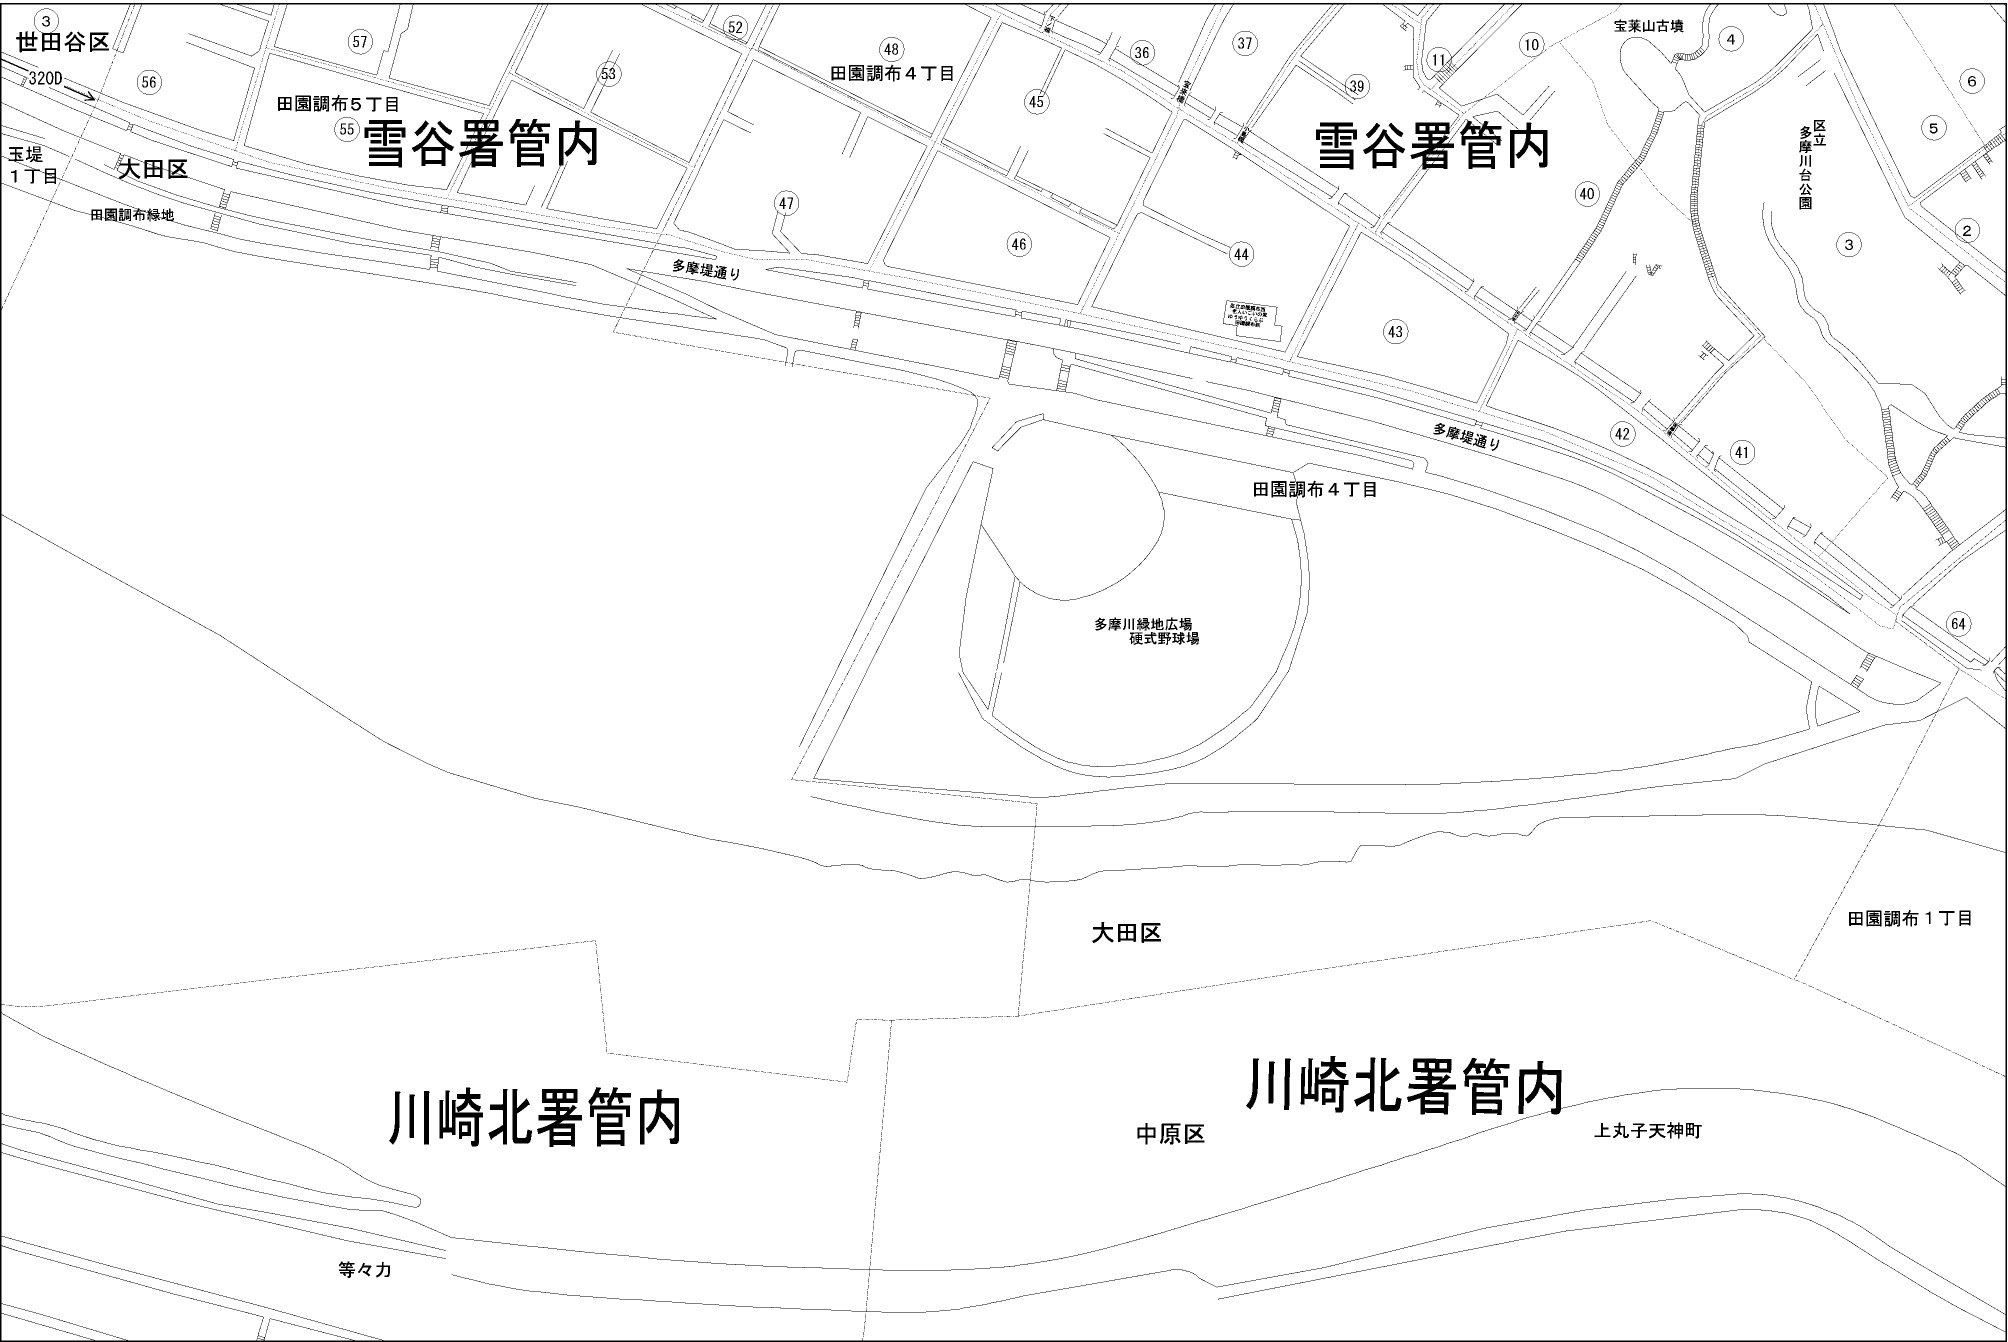 3
世田谷区
320D
56
57
田園調布５丁目
55
雪谷署管内
53
52
48
田園調布４丁目
45
36
37
39
11
10
宝莱山古墳
4
6
5
区立
多摩川台公園
雪谷署管内
40
2
3
玉堤
１丁目
大田区
田園調布緑地
47
46
44
多摩堤通り
43
42
41
多摩堤通り
田園調布４丁目
64
多摩川緑地広場
硬式野球場
大田区
田園調布１丁目
川崎北署管内
川崎北署管内
中原区
上丸子天神町
等々力